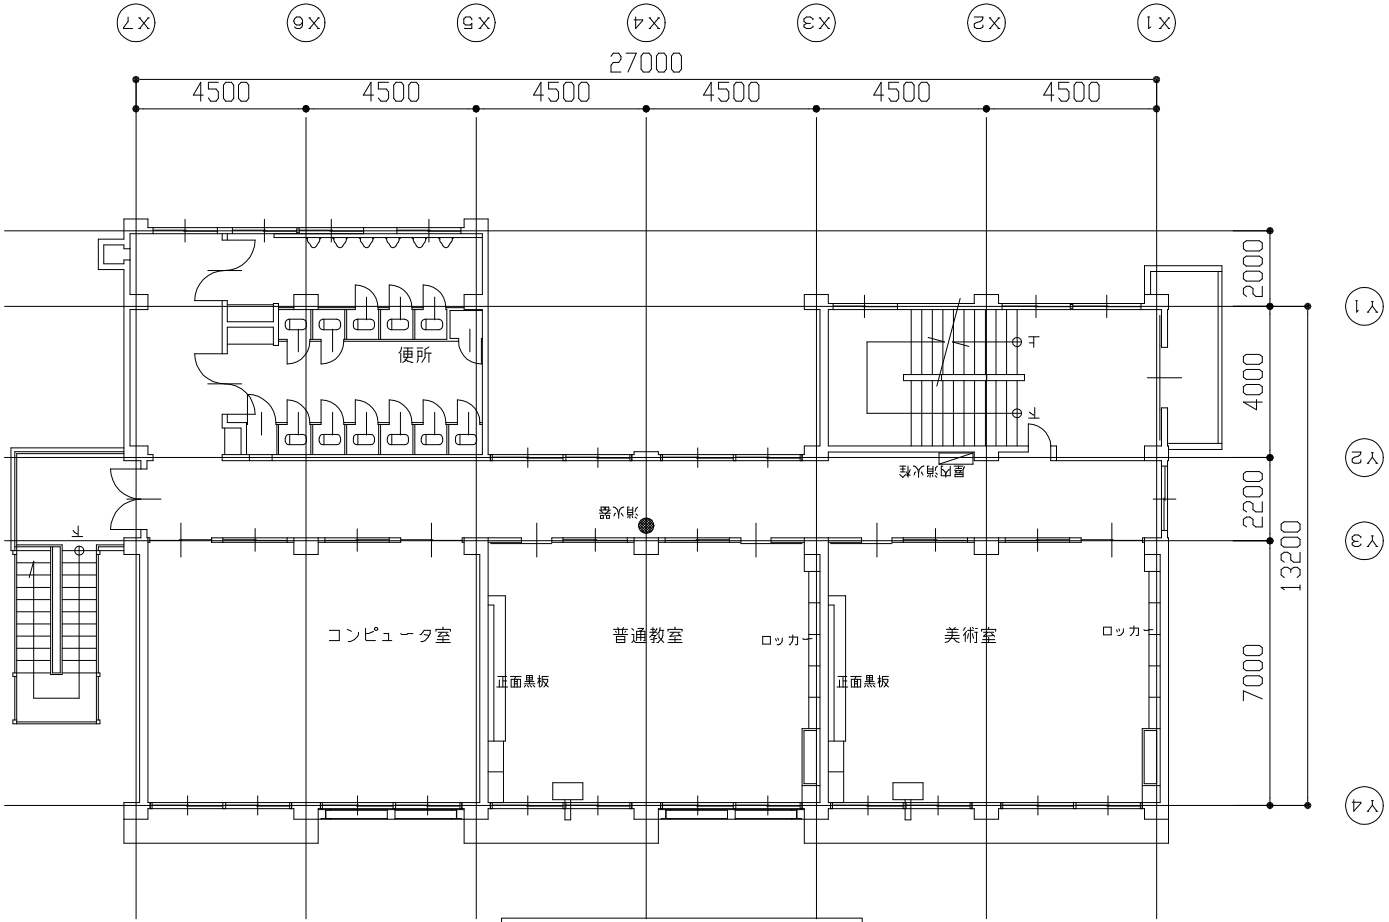 X7 X6 X5 X4 X3 X2 X1
27000
4500 4500 4500 4500 4500 4500
2000
Y1
上
便所
4000
下
Y2
屋内消火栓
2200
消火器
下
Y3
13200
コンピュータ室 普通教室 ロッカー 美術室 ロッカー
正面黒板 正面黒板
7000
Y4